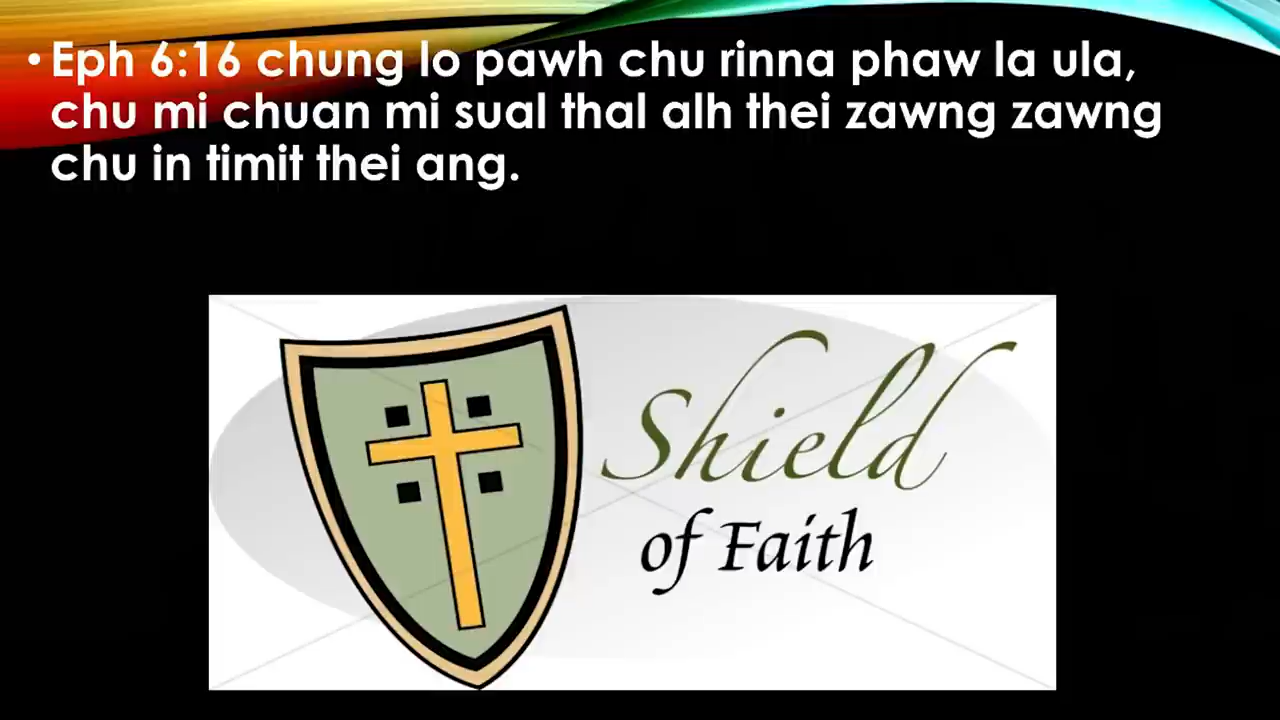 • Eph 6:16 chung lo pawh chu rinna phaw la ula,
chu mi chuan mi sual thal alh thei zawng zawng
chu in timit thei ang.
Shield
of Faith